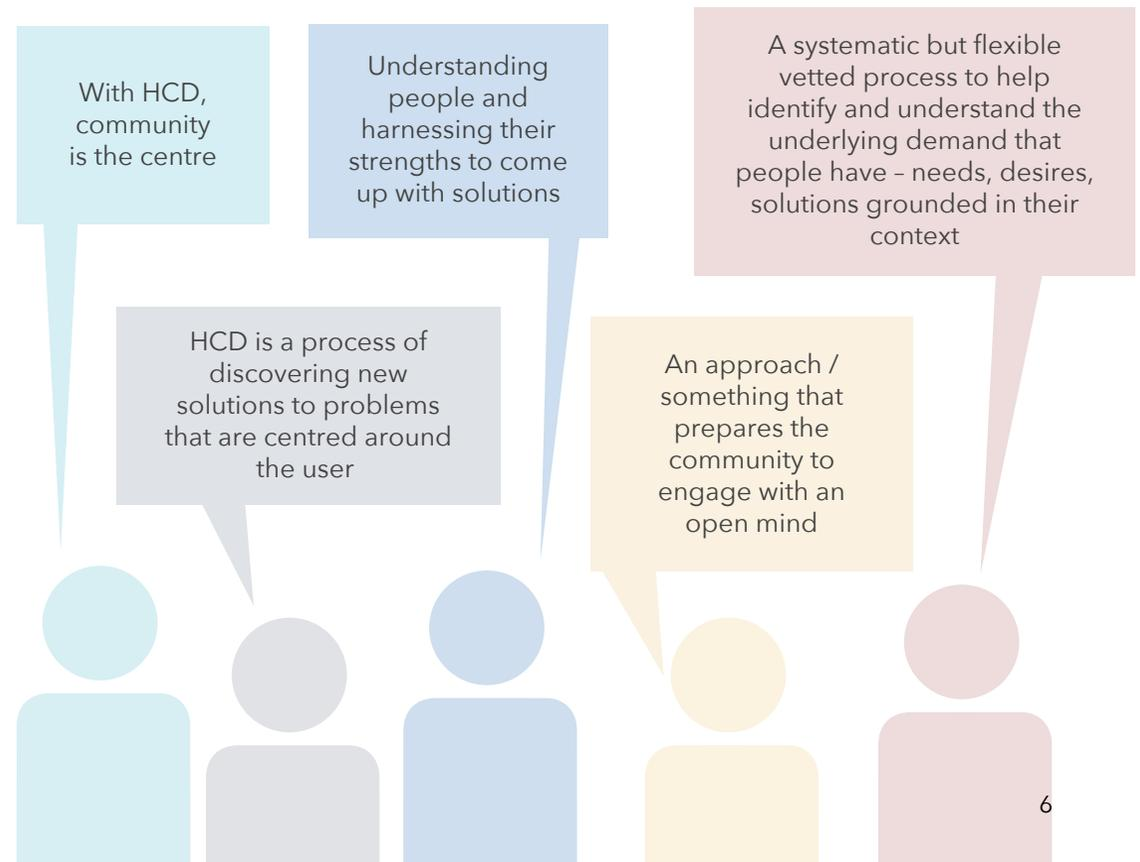 With HCD,
community
is the centre
Understanding
people and
harnessing their
strengths to come
up with solutions
A systematic but flexible
vetted process to help
identify and understand the
underlying demand that
people have – needs, desires,
solutions grounded in their
context
HCD is a process of
discovering new
solutions to problems
that are centred around
the user
An approach /
something that
prepares the
community to
engage with an
open mind
6